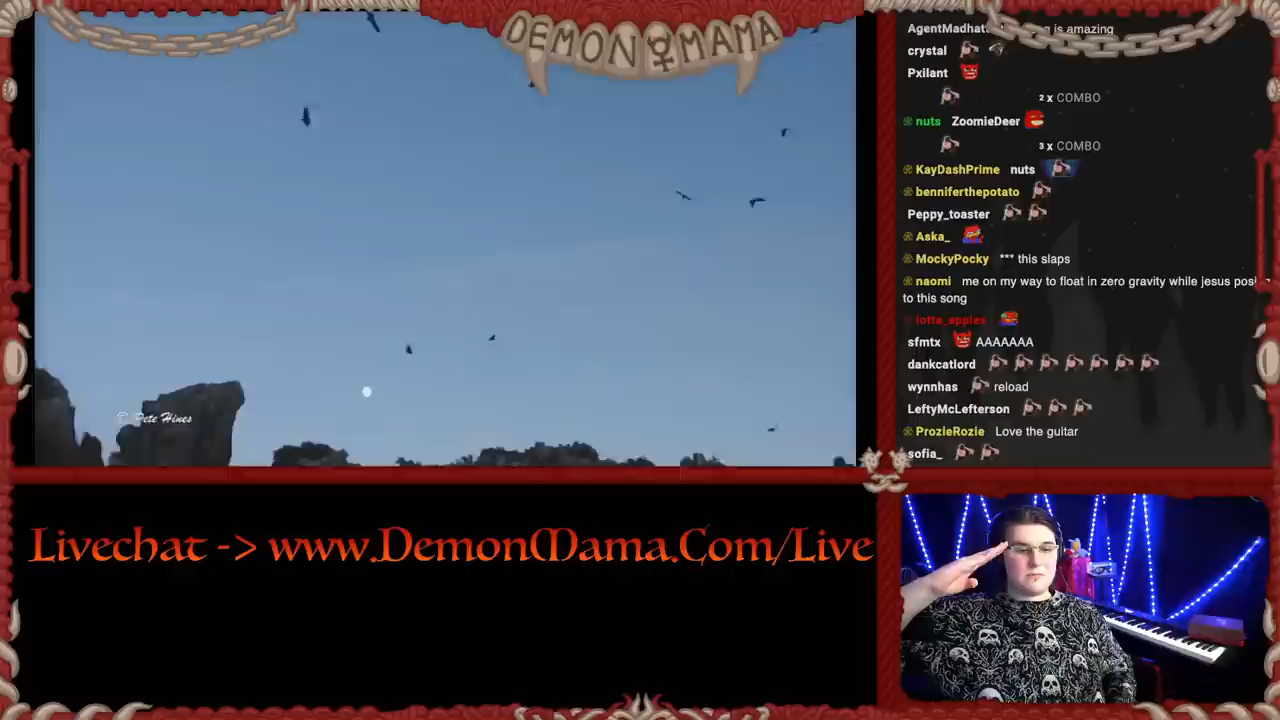 DEMON MAMA
© Pete Hines
AgentMadhat
is amazing
crystal
Pxilant
2 x COMBO
nuts ZoomieDeer
3 x COMBO
KayDashPrime nuts
benniferthepotato
Peppy_toaster
Aska_
MockyPocky *** this slaps
naomi me on my way to float in zero gravity while jesus
to this song
lotta_apples
sfmtx AAAAAAA
dankcatlord
wynnhas reload
LeftyMcLefterson
ProzieRozie Love the guitar
sofia_
Livechat -> www.DemonMama.Com/Live